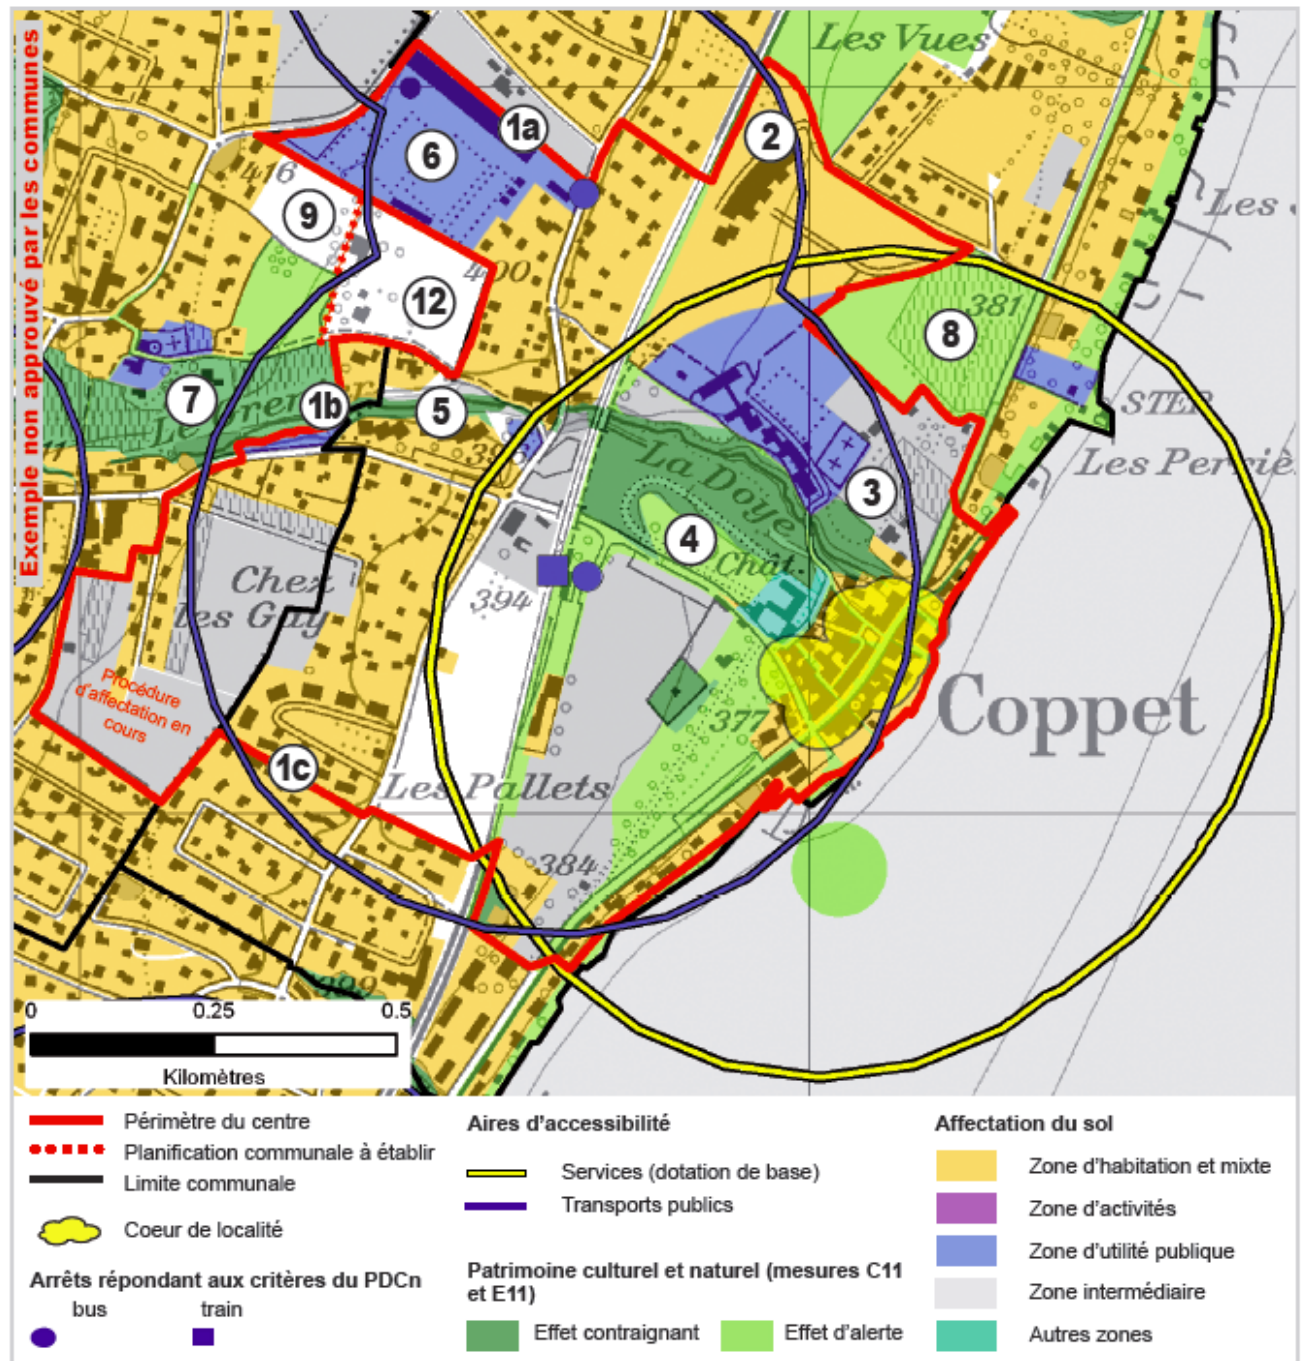 Exemple non approuvé par les communes
Les Vues
2
1a
6
416
9
Les
400
12
381
8
7
1b
5
STEP
Les Perriè
La Doye
3
4
Chât.
Chez
les Guy
394
Procédure
d'affectation en
cours
377
Coppet
1c
Les Pallets
384
399
0 0.25 0.5
Kilomètres
Périmètre du centre
Planification communale à établir
Limite communale
Coeur de localité
Arrêts répondant aux critères du PDCn
bus train
Aires d'accessibilité
Services (dotation de base)
Transports publics
Patrimoine culturel et naturel (mesures C11
et E11)
Effet contraignant Effet d'alerte
Affectation du sol
Zone d'habitation et mixte
Zone d'activités
Zone d'utilité publique
Zone intermédiaire
Autres zones